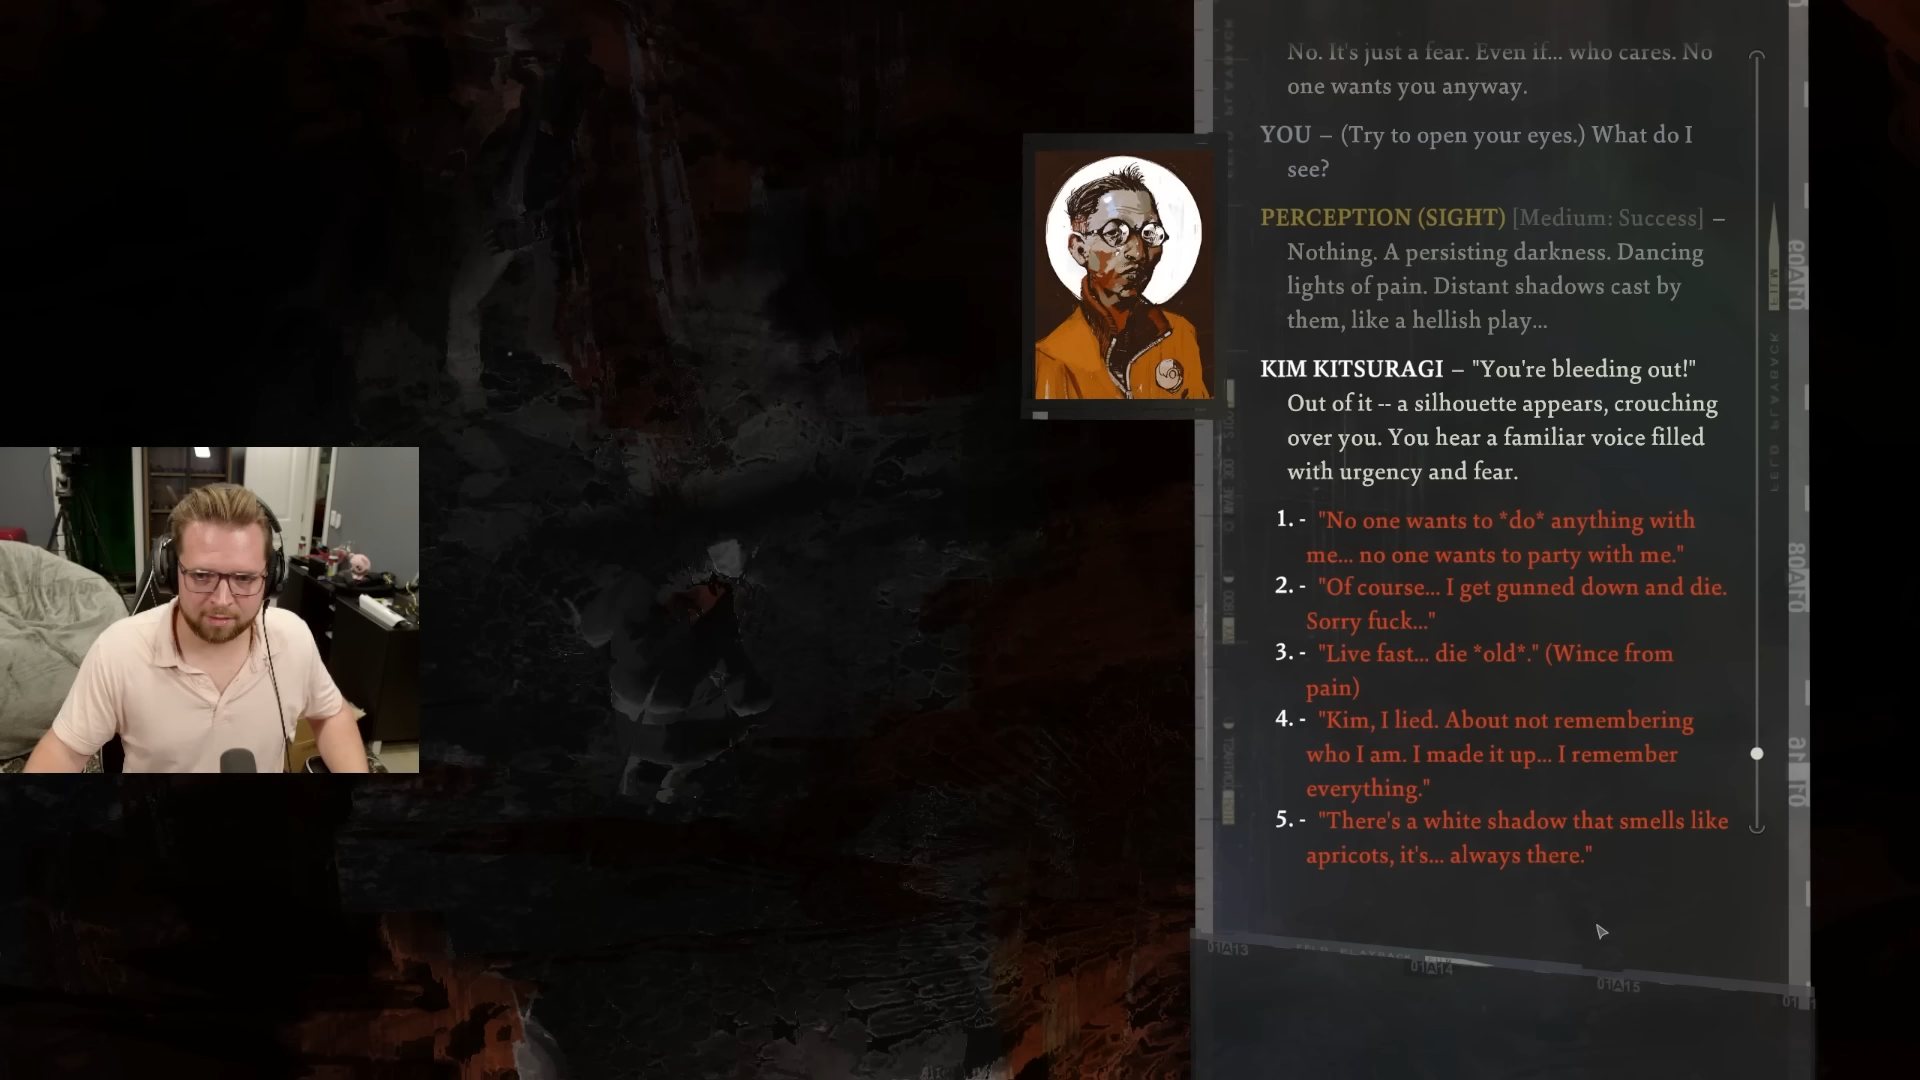 No. It's just a fear. Even if... who cares. No
one wants you anyway.
YOU – (Try to open your eyes.) What do I
see?
PERCEPTION (SIGHT) [Medium: Success] –
Nothing. A persisting darkness. Dancing
lights of pain. Distant shadows cast by
them, like a hellish play...
KIM KITSURAGI – "You're bleeding out!"
Out of it -- a silhouette appears, crouching
over you. You hear a familiar voice filled
with urgency and fear.
1. - "No one wants to *do* anything with
me... no one wants to party with me."
2. - "Of course... I get gunned down and die.
Sorry fuck..."
3. - "Live fast... die *old*." (Wince from
pain)
4. - "Kim, I lied. About not remembering
who I am. I made it up... I remember
everything."
5. - "There's a white shadow that smells like
apricots, it's... always there."
01A13
01A14
01A15